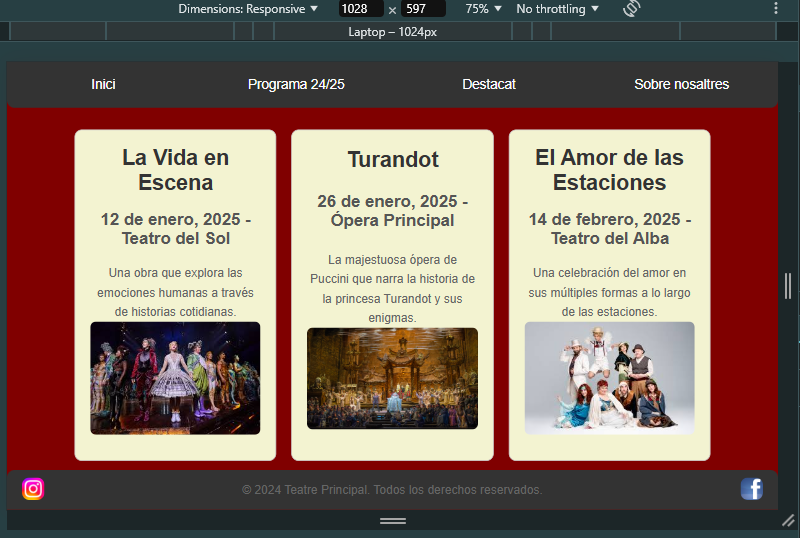 Dimensions: Responsive 1028 × 597 75% No throttling
Laptop – 1024px
Inici Programa 24/25 Destacat Sobre nosaltres
La Vida en
Escena
12 de enero, 2025 -
Teatro del Sol
Una obra que explora las
emociones humanas a través
de historias cotidianas.
Turandot
26 de enero, 2025 -
Ópera Principal
La majestuosa ópera de
Puccini que narra la historia de
la princesa Turandot y sus
enigmas.
El Amor de las
Estaciones
14 de febrero, 2025 -
Teatro del Alba
Una celebración del amor en
sus múltiples formas a lo largo
de las estaciones.
© 2024 Teatre Principal. Todos los derechos reservados.